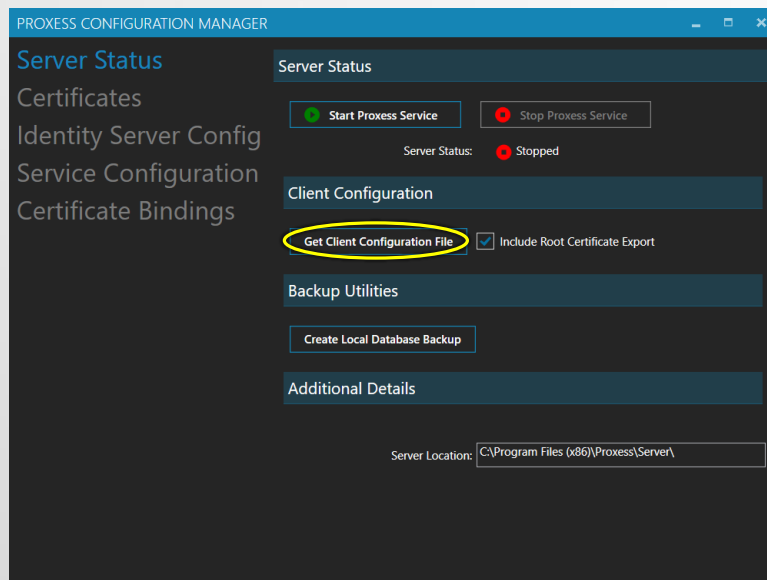 PROXESS CONFIGURATION MANAGER
Server Status
Certificates
Identity Server Config
Service Configuration
Certificate Bindings
Server Status
Start Proxess Service
Stop Proxess Service
Server Status:
Stopped
Client Configuration
Get Client Configuration File
Include Root Certificate Export
Backup Utilities
Create Local Database Backup
Additional Details
Server Location:
C:\Program Files (x86)\Proxess\Server\